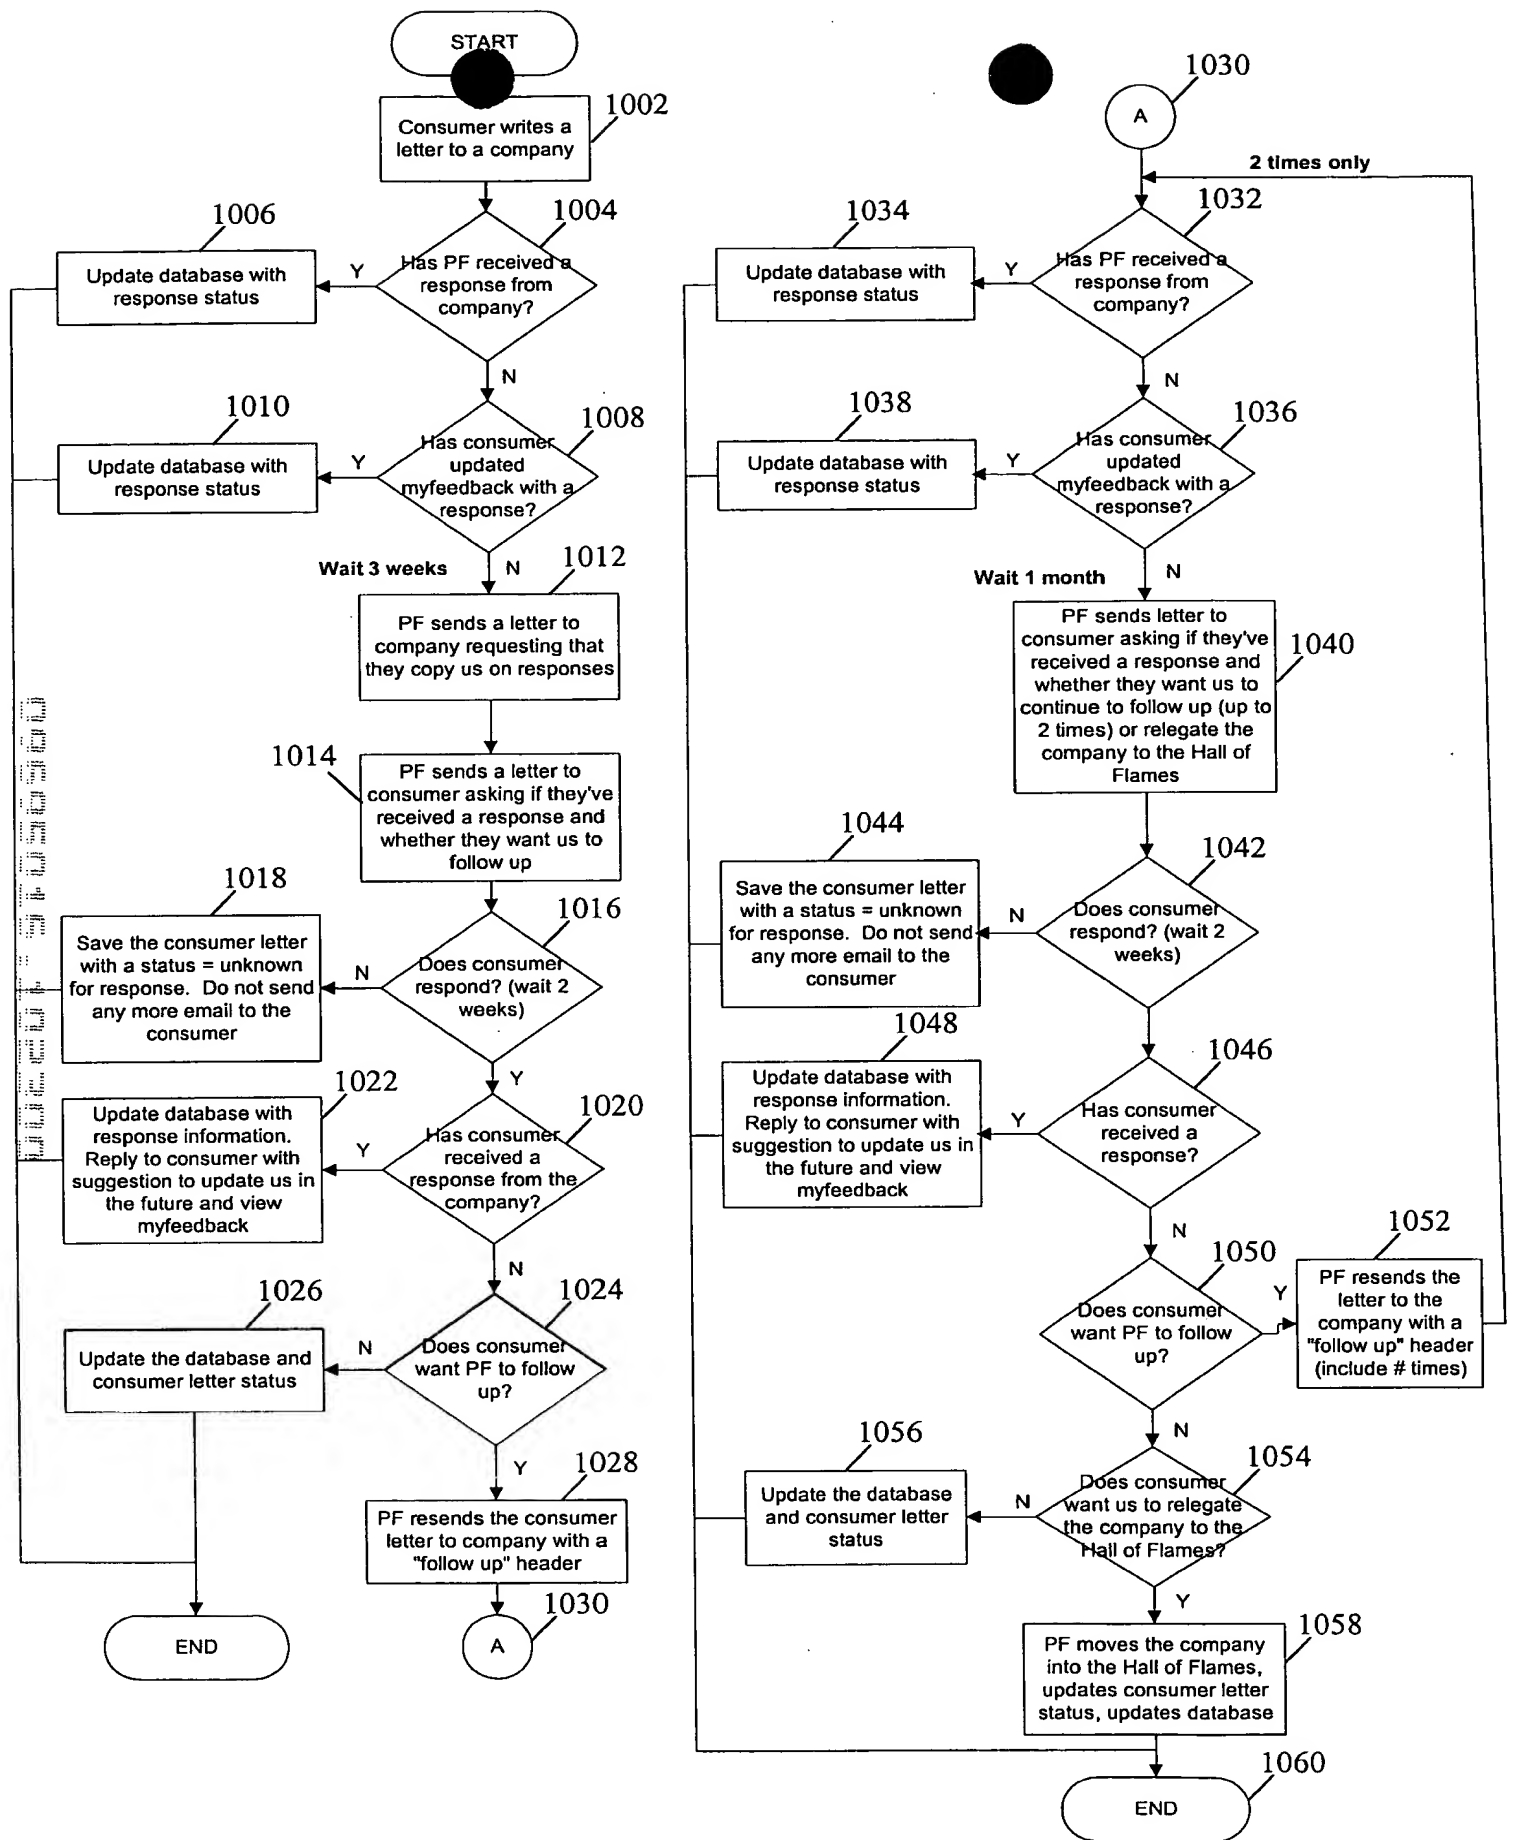 START
1002
Consumer writes a
letter to a company
1004
Has PF received a
response from
company?
Y
1006
Update database with
response status
N
1008
Has consumer
updated
myfeedback with a
response?
Y
1010
Update database with
response status
Wait 3 weeks
N
1012
PF sends a letter to
company requesting that
they copy us on responses
1014
PF sends a letter to
consumer asking if they've
received a response and
whether they want us to
follow up
1016
Does consumer
respond? (wait 2
weeks)
N
1018
Save the consumer letter
with a status = unknown
for response. Do not send
any more email to the
consumer
Y
1020
Has consumer
received a
response from the
company?
Y
1022
Update database with
response information.
Reply to consumer with
suggestion to update us in
the future and view
myfeedback
N
1024
Does consumer
want PF to follow
up?
N
1026
Update the database and
consumer letter status
Y
1028
PF resends the consumer
letter to company with a
"follow up" header
1030
A
END
1030
A
2 times only
1032
Has PF received a
response from
company?
Y
1034
Update database with
response status
N
1036
Has consumer
updated
myfeedback with a
response?
Y
1038
Update database with
response status
Wait 1 month
N
1040
PF sends letter to
consumer asking if they've
received a response and
whether they want us to
continue to follow up (up to
2 times) or relegate the
company to the Hall of
Flames
1042
Does consumer
respond? (wait 2
weeks)
N
1044
Save the consumer letter
with a status = unknown
for response. Do not send
any more email to the
consumer
1046
Has consumer
received a
response?
Y
1048
Update database with
response information.
Reply to consumer with
suggestion to update us in
the future and view
myfeedback
N
1050
Does consumer
want PF to follow
up?
Y
1052
PF resends the
letter to the
company with a
"follow up" header
(include # times)
N
1054
Does consumer
want us to relegate
the company to the
Hall of Flames?
N
1056
Update the database
and consumer letter
status
Y
1058
PF moves the company
into the Hall of Flames,
updates consumer letter
status, updates database
1060
END